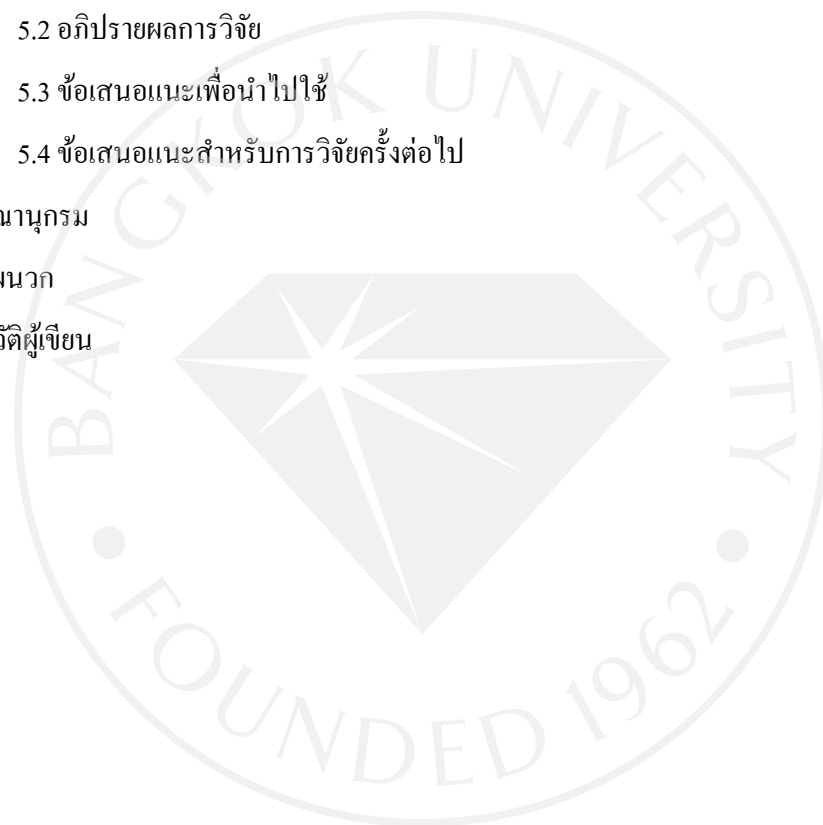 5.2 อภิปรายผลการวิจัย
5.3 ข้อเสนอแนะเพื่อนำไปใช้
5.4 ข้อเสนอแนะสำหรับการวิจัยครั้งต่อไป
ณานุกรม
ผนวก
วัติผู้เขียน
BANGKOK UNIVERSITY
• FOUNDED 1962 •